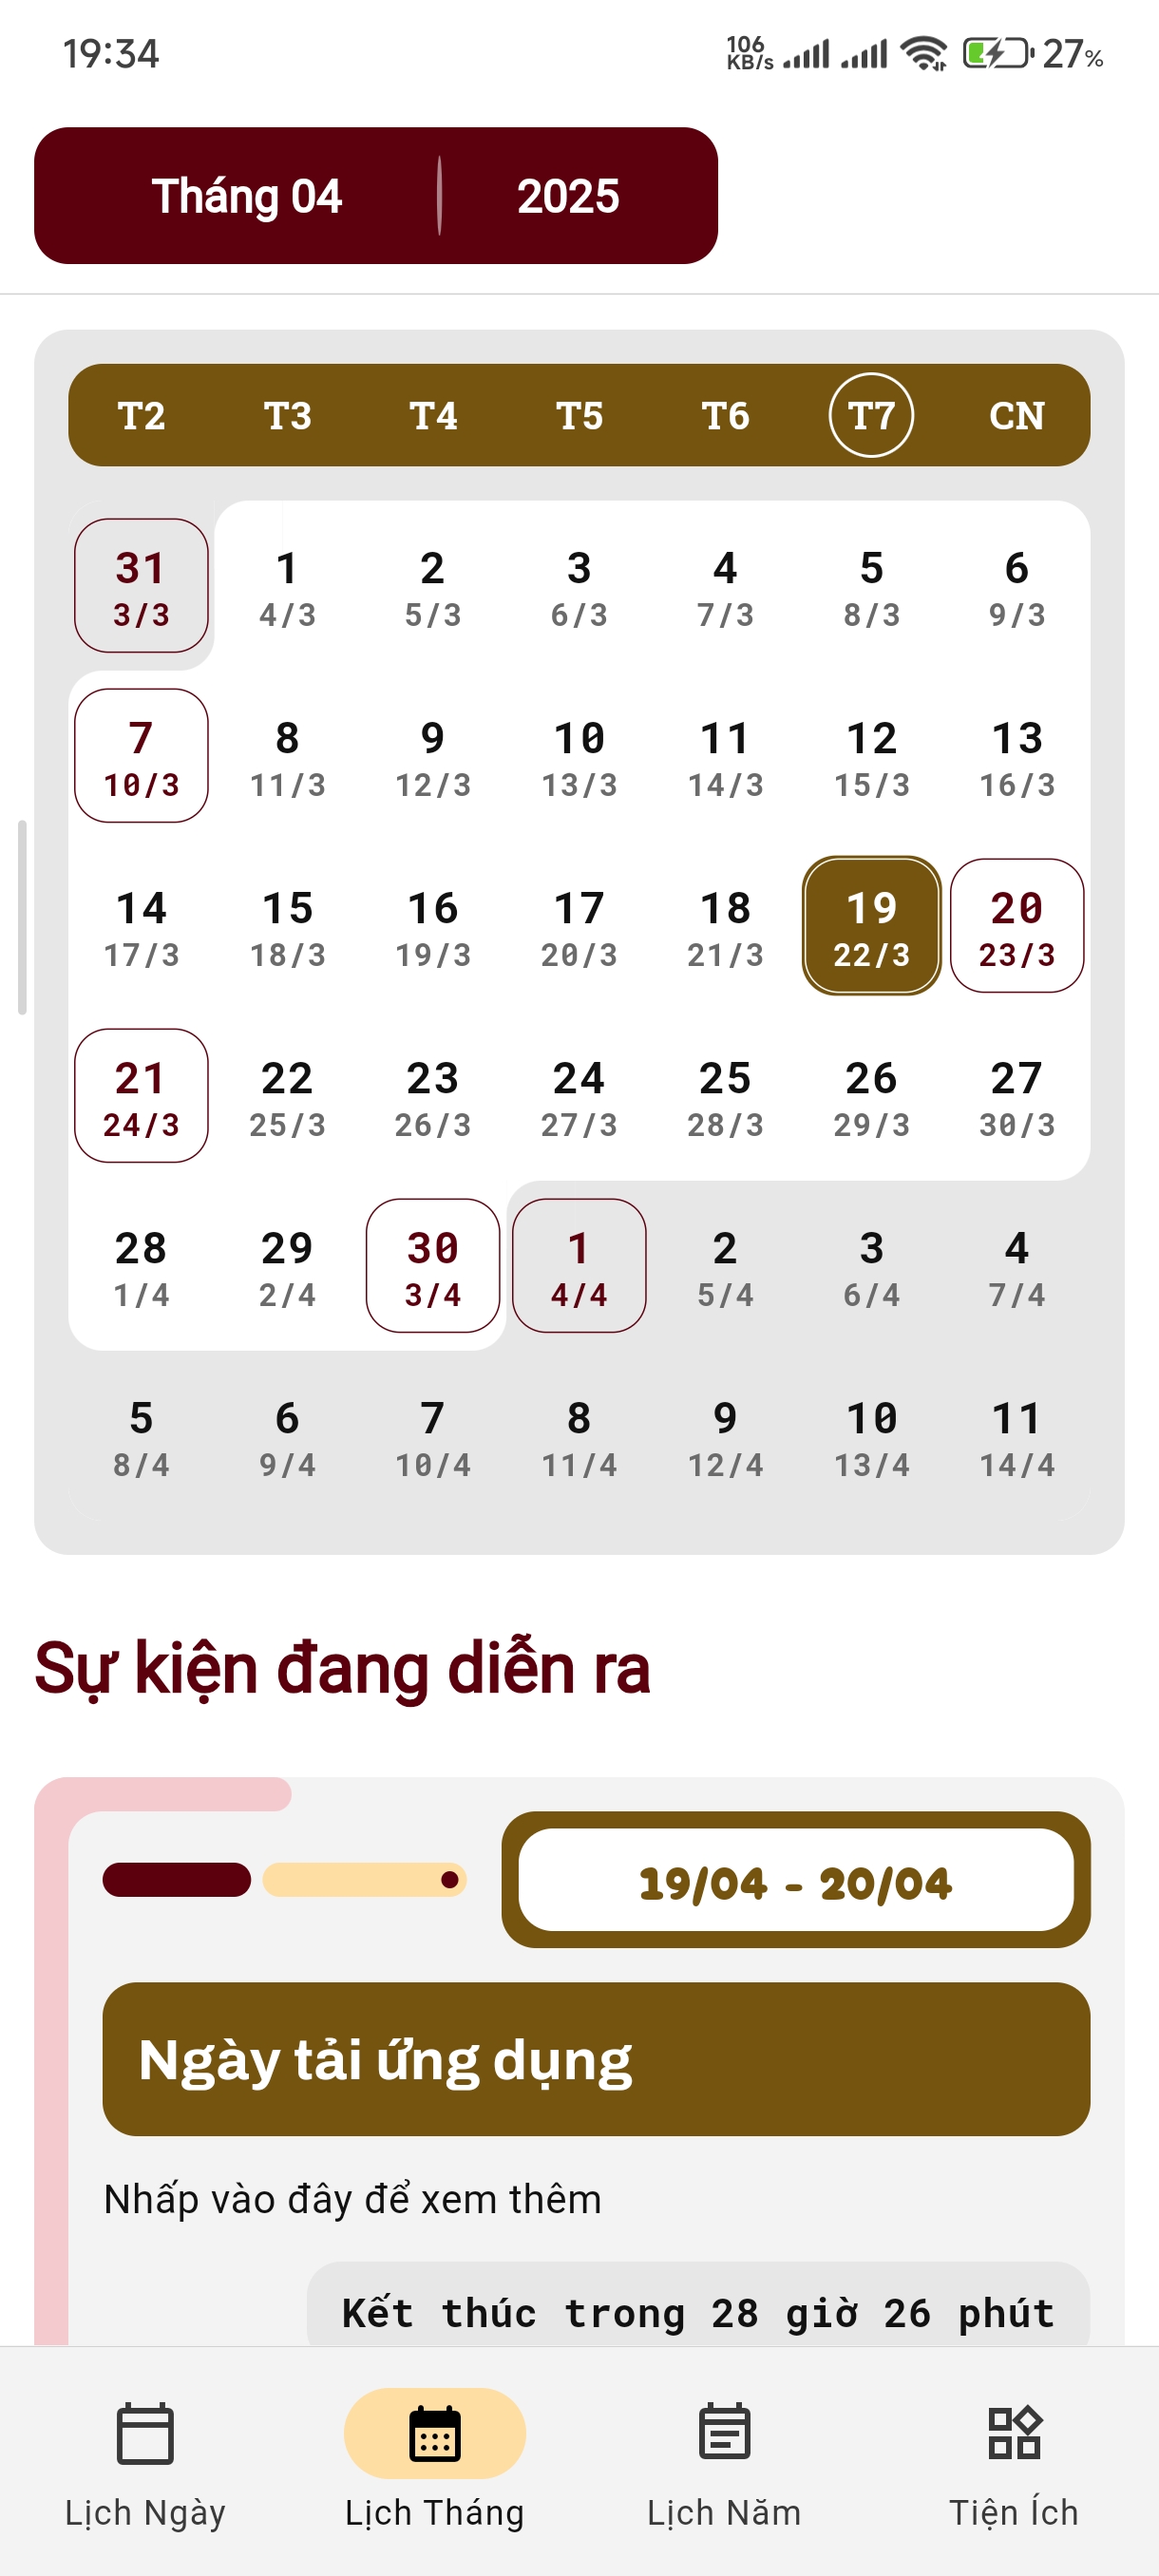 19:34 106 KB/s 27%
Tháng 04 2025
T2 T3 T4 T5 T6 T7 CN
31 1 2 3 4 5 6
3/3 4/3 5/3 6/3 7/3 8/3 9/3
7 8 9 10 11 12 13
10/3 11/3 12/3 13/3 14/3 15/3 16/3
14 15 16 17 18 19 20
17/3 18/3 19/3 20/3 21/3 22/3 23/3
21 22 23 24 25 26 27
24/3 25/3 26/3 27/3 28/3 29/3 30/3
28 29 30 1 2 3 4
1/4 2/4 3/4 4/4 5/4 6/4 7/4
5 6 7 8 9 10 11
8/4 9/4 10/4 11/4 12/4 13/4 14/4
Sự kiện đang diễn ra
19/04 - 20/04
Ngày tải ứng dụng
Nhấp vào đây để xem thêm
Kết thúc trong 28 giờ 26 phút
Lịch Ngày Lịch Tháng Lịch Năm Tiện Ích